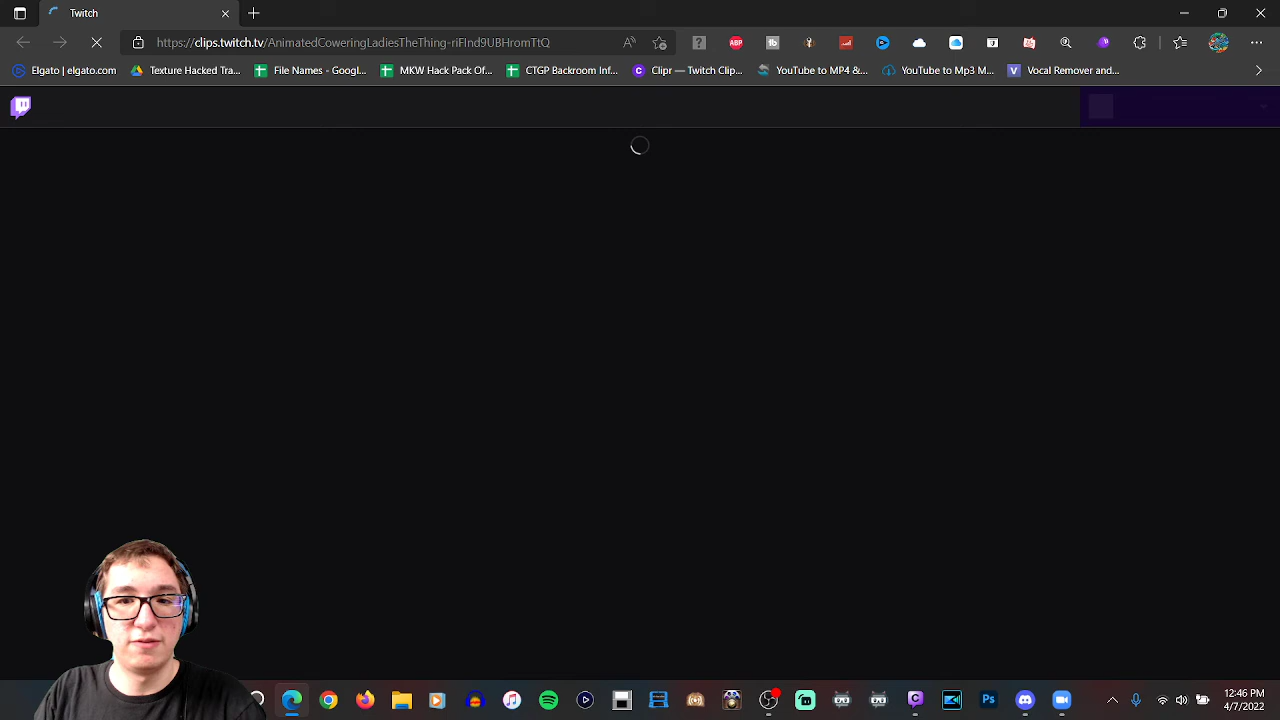 Twitch
https://clips.twitch.tv/AnimatedCoweringLadiesTheThing-riFInd9UBHromTtQ
Elgato | elgato.com
Texture Hacked Tra...
File Names - Googl...
MKW Hack Pack Of...
CTGP Backroom Inf...
Clipr — Twitch clip...
YouTube to MP4 &...
YouTube to Mp3 M...
Vocal Remover and...
ABP
Ps
12:46 PM
4/7/2022